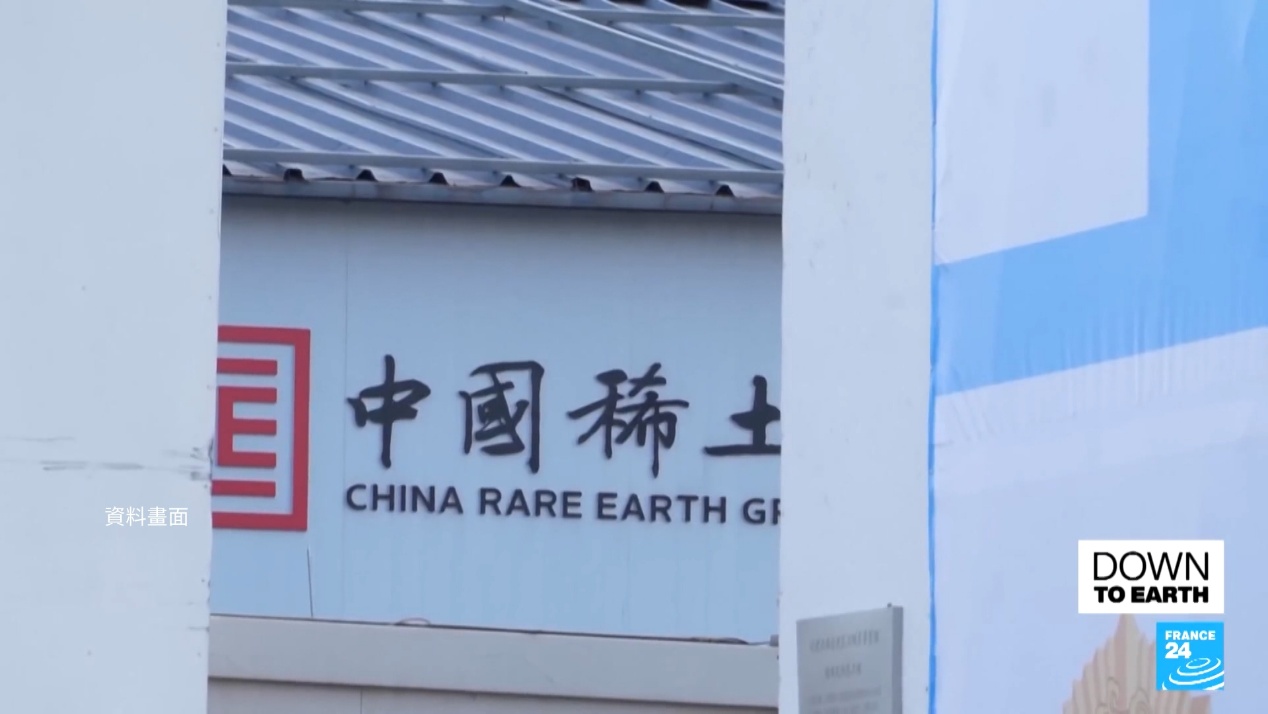 中國稀土
CHINA RARE EARTH GR
資料畫面
DOWN
TO EARTH
FRANCE
24